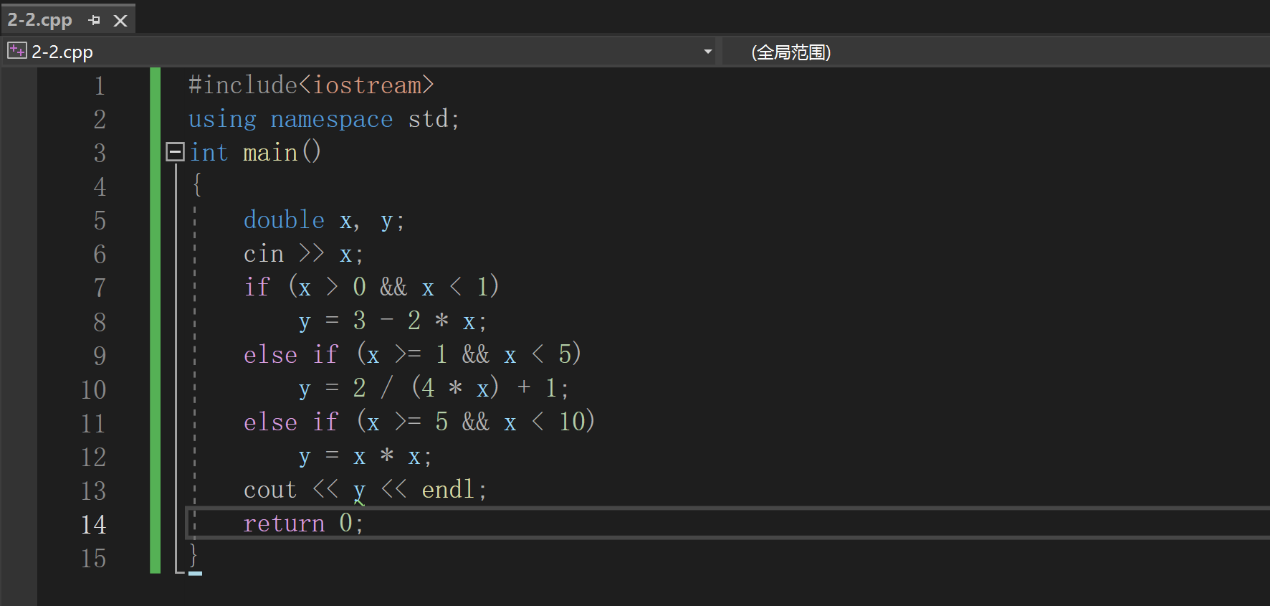 2-2.cpp
2-2.cpp (全局范围)
1 #include<iostream>
2 using namespace std;
3 int main()
4 {
5 double x, y;
6 cin >> x;
7 if (x > 0 && x < 1)
8 y = 3 - 2 * x;
9 else if (x >= 1 && x < 5)
10 y = 2 / (4 * x) + 1;
11 else if (x >= 5 && x < 10)
12 y = x * x;
13 cout << y << endl;
14 return 0;
15 }